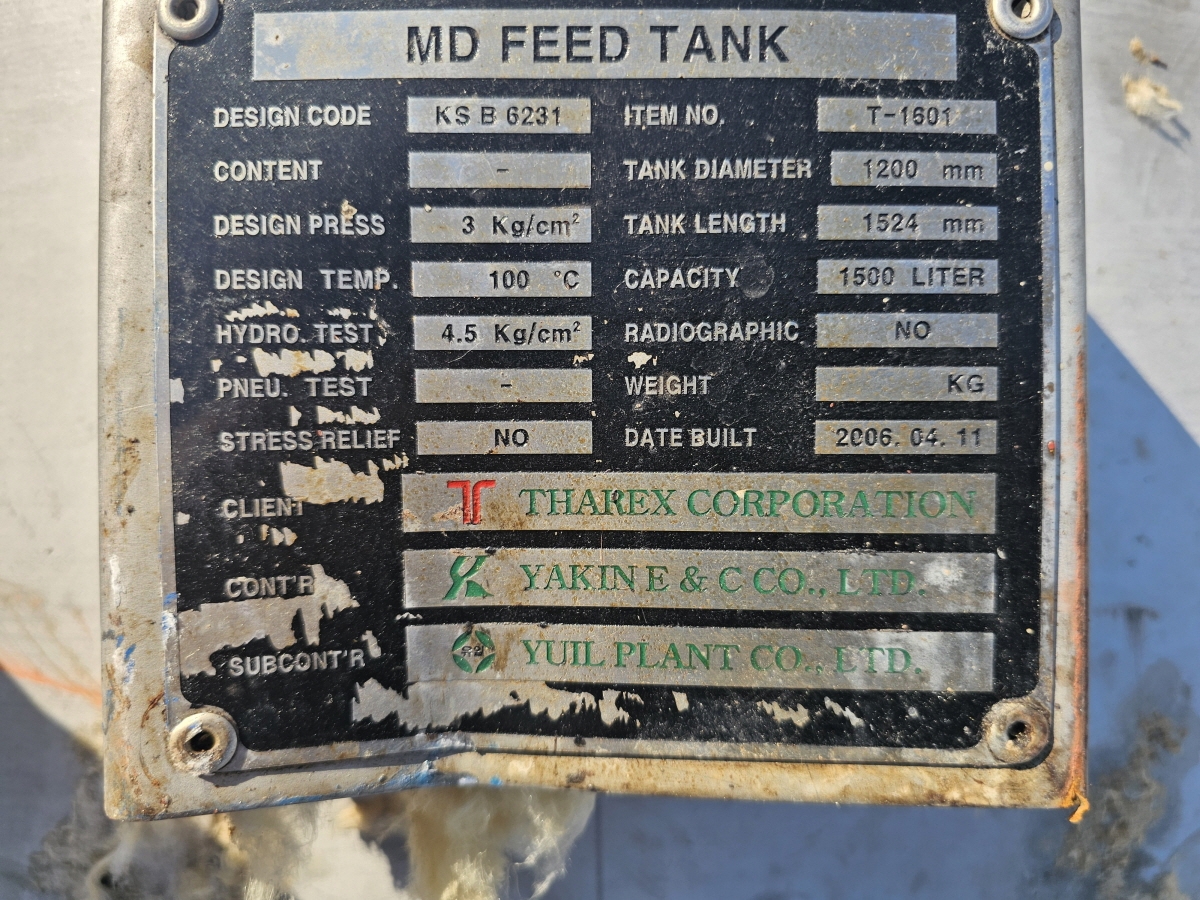 MD FEED TANK
DESIGN CODE KS B 6231 ITEM NO. T-1601
CONTENT - TANK DIAMETER 1200 mm
DESIGN PRESS 3 Kg/cm² TANK LENGTH 1524 mm
DESIGN TEMP. 100 °C CAPACITY 1500 LITER
HYDRO. TEST 4.5 Kg/cm² RADIOGRAPHIC NO
PNEU. TEST - WEIGHT KG
STRESS RELIEF NO DATE BUILT 2006. 04. 11
CLIENT THAREX CORPORATION
CONT'R YAKIN E & C CO., LTD.
SUBCONT'R 유일 YUIL PLANT CO., LTD.